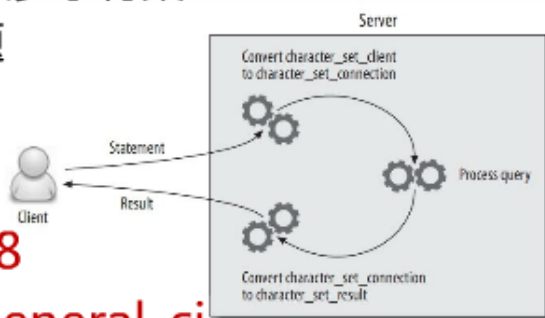 Server
Convert character_set_client
to character_set_connection
Statement
Process query
Result
Client
8
Convert character_set_connection
to character_set_result